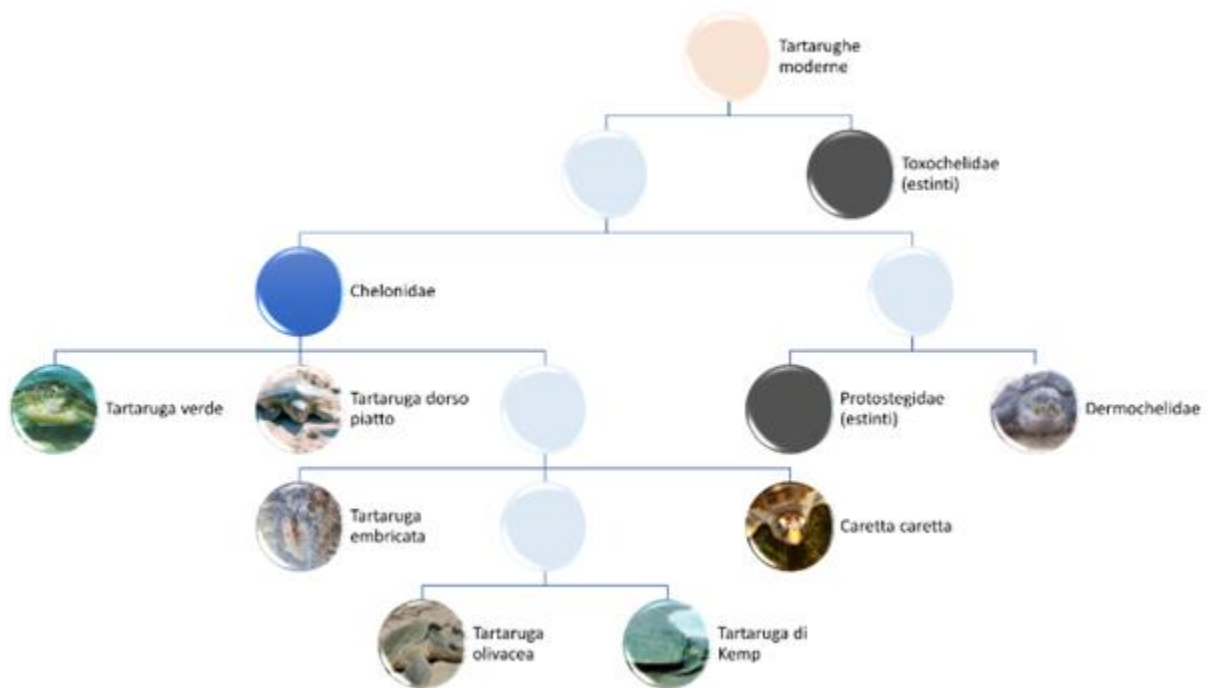 Tartarughe
moderne
Toxochelidae
(estinti)
Chelonidae
Tartaruga verde
Tartaruga dorso
piatto
Protostegidae
(estinti)
Dermochelidae
Tartaruga
embricata
Caretta caretta
Tartaruga
olivacea
Tartaruga di
Kemp